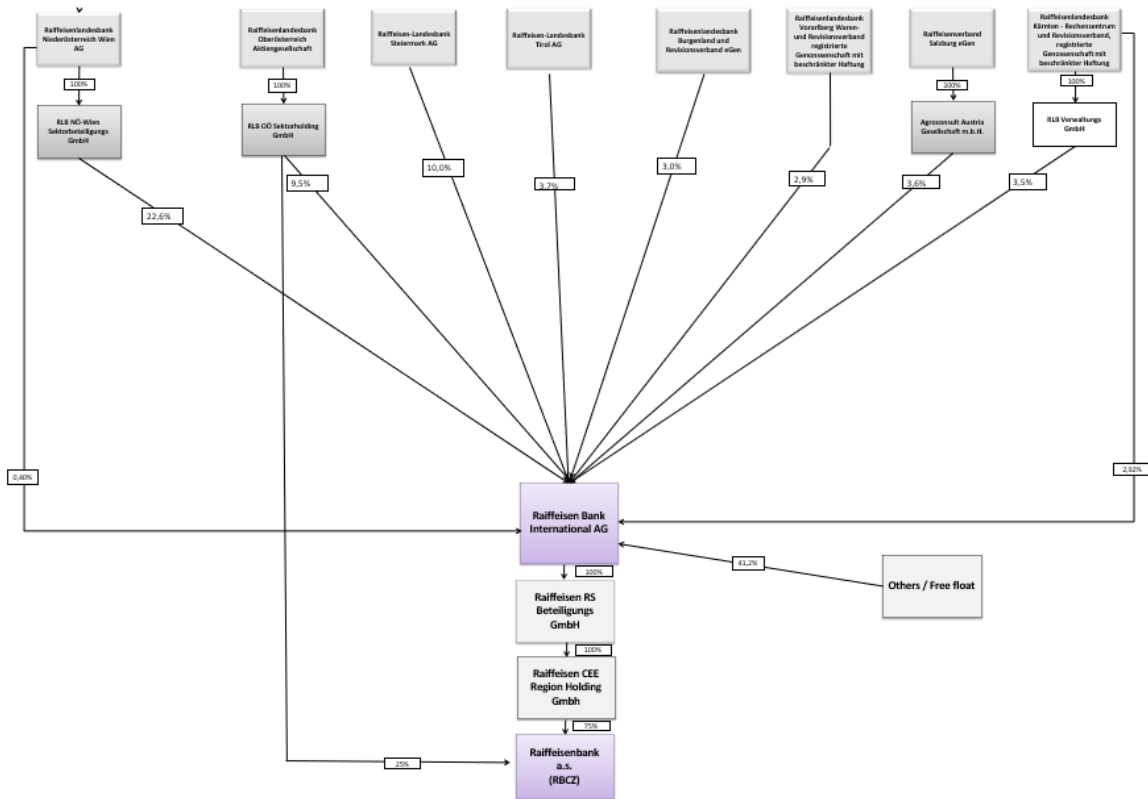 Raiffeisenlandesbank
Niederösterreich Wien
AG
Raiffeisenlandesbank
Oberösterreich
Aktiengesellschaft
Raiffeisen-Landesbank
Steiermark AG
Raiffeisen-Landesbank
Tirol AG
Raiffeisenlandesbank
Burgenland und
Revisionsverband eGen
Raiffeisenlandesbank
Vorarlberg Waren-
und Revisionsverband
registrierte
Genonssenschaft mit
beschränkter Haftung
Raiffeisenverband
Salzburg eGen
Raiffeisenlandesbank
Kärnten - Rechenzentrum
und Revisionsverband,
registrierte
Genossenschaft mit
beschränkter Haftung
100%
100%
100%
100%
RLB NÖ-Wien
Sektorbeteiligungs
GmbH
RLB OÖ Sektorholding
GmbH
Agroconsult Austria
Gesellschaft m.b.H.
RLB Verwaltungs
GmbH
22,6%
9,5%
10,0%
3,7%
3,0%
2,9%
3,6%
3,5%
0,40%
2,92%
Raiffeisen Bank
International AG
41,2%
Others / Free float
100%
Raiffeisen RS
Beteiligungs
GmbH
100%
Raiffeisen CEE
Region Holding
Gmbh
75%
25%
Raiffeisenbank
a.s.
(RBCZ)